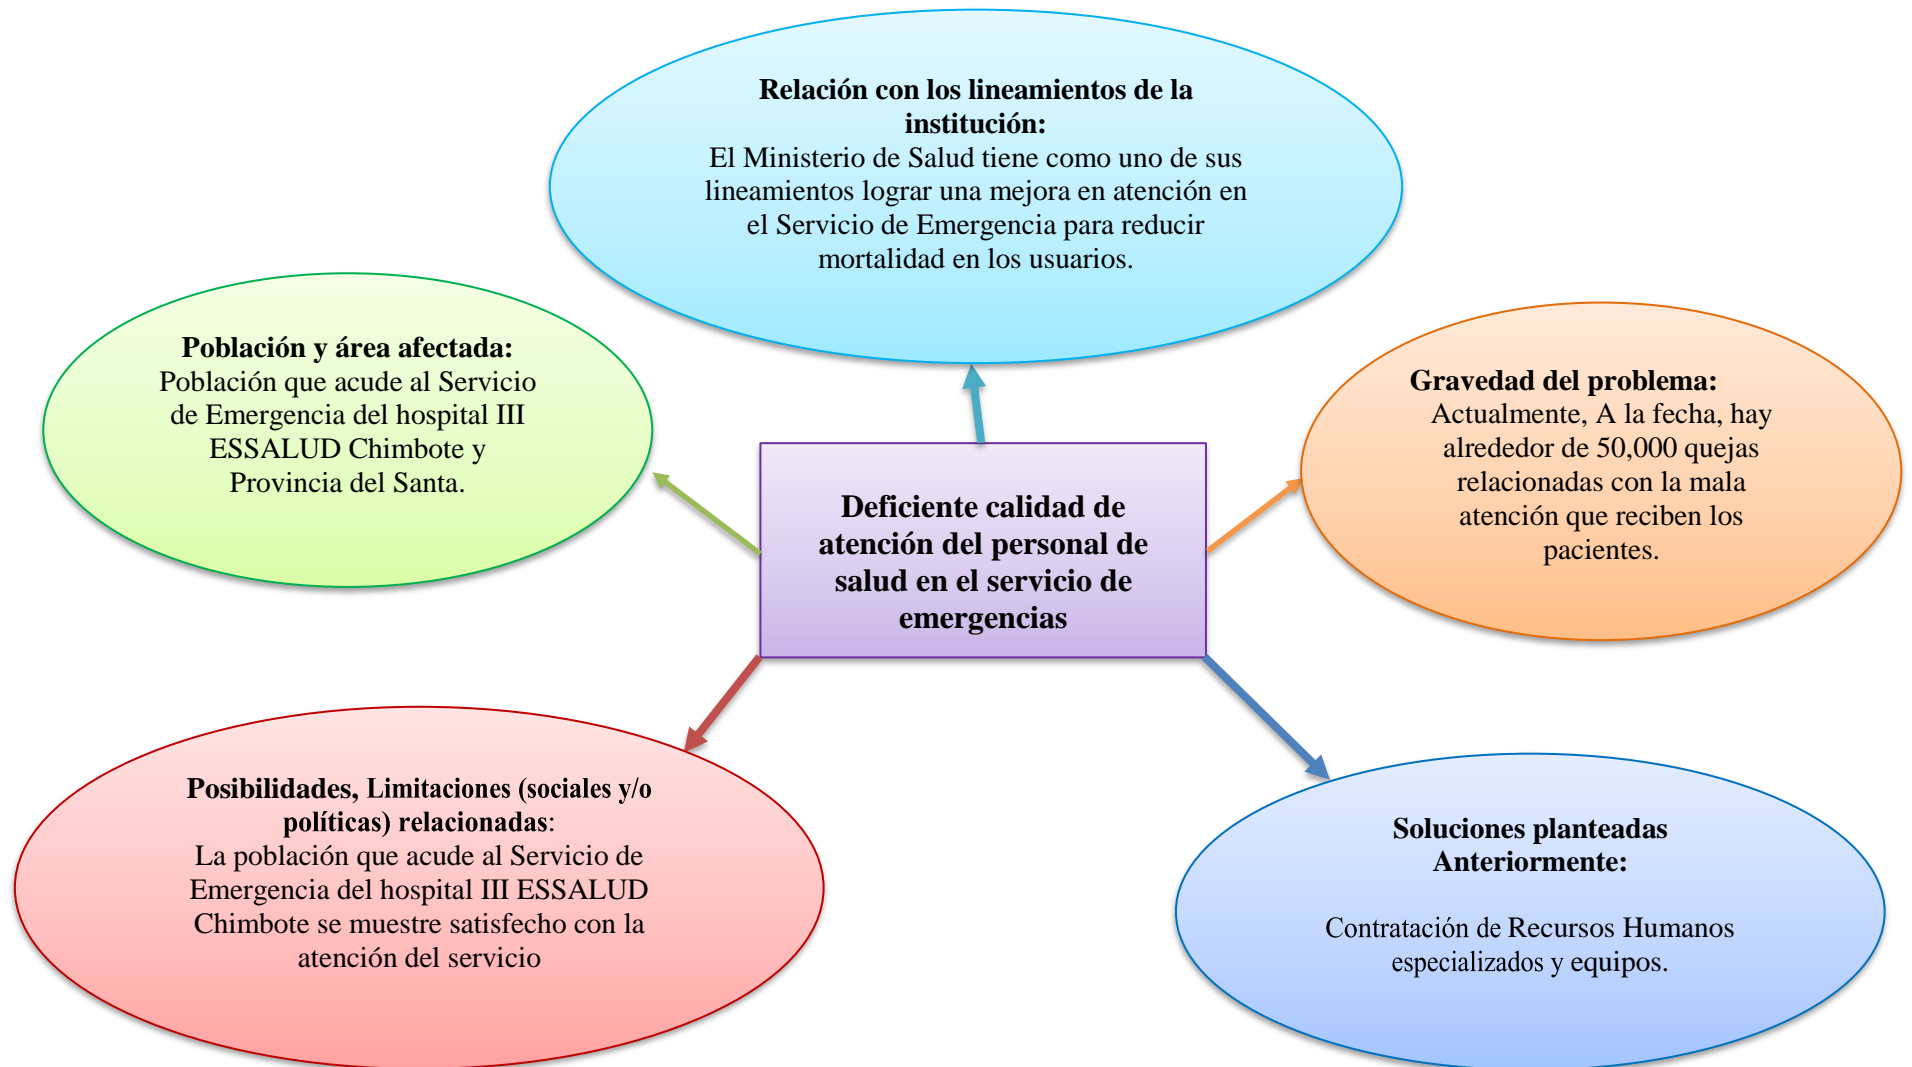 Relación con los lineamientos de la
institución:
El Ministerio de Salud tiene como uno de sus
lineamientos lograr una mejora en atención en
el Servicio de Emergencia para reducir
mortalidad en los usuarios.
Población y área afectada:
Población que acude al Servicio
de Emergencia del hospital III
ESSALUD Chimbote y
Provincia del Santa.
Gravedad del problema:
Actualmente, A la fecha, hay
alrededor de 50,000 quejas
relacionadas con la mala
atención que reciben los
pacientes.
Deficiente calidad de
atención del personal de
salud en el servicio de
emergencias
Posibilidades, Limitaciones (sociales y/o
políticas) relacionadas:
La población que acude al Servicio de
Emergencia del hospital III ESSALUD
Chimbote se muestre satisfecho con la
atención del servicio
Soluciones planteadas
Anteriormente:
Contratación de Recursos Humanos
especializados y equipos.